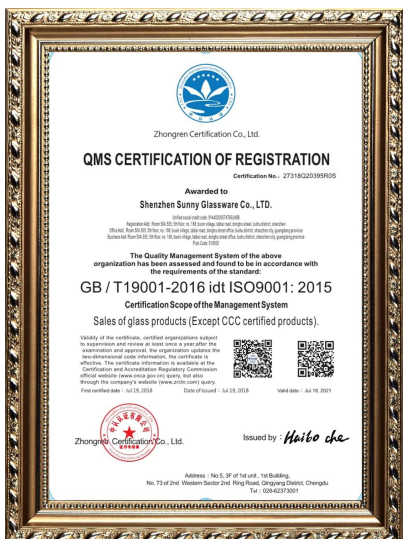 Zhongren Certification Co., Ltd.
QMS CERTIFICATION OF REGISTRATION
Certification No.: 27318Q20395R0S
Awarded to
Shenzhen Sunny Glassware Co., LTD.
The Quality Management System of the above
organization has been assessed and found to be in accordance with
the requirements of the standard:
GB / T19001-2016 idt ISO9001: 2015
Certification Scope of the Management System
Sales of glass products (Except CCC certified products).
Validity of the certificate, certified organizations subject
to supervision and review at least once a year.after the
examination and approval, the organization updates the
two-dimensional code information, the certificate is
effective. The certificate information is available at the
Certification and Accreditation Regulatory Commission
official website (www.cnca.gov.cn) query, but also
through the company's website (www.zrctn.com) query.
First certified date : Jul.19, 2018 Date of Issued : Jul.19, 2018 Valid date : Jul.18, 2021
Zhongren Certification Co., Ltd.
Issued by : Haibo che
Address : No.5, 3F of 1st unit , 1st Building,
No. 73 of 2nd Western Sector 2nd Ring Road, Qingyang District, Chengdu
Tel : 028-62373001